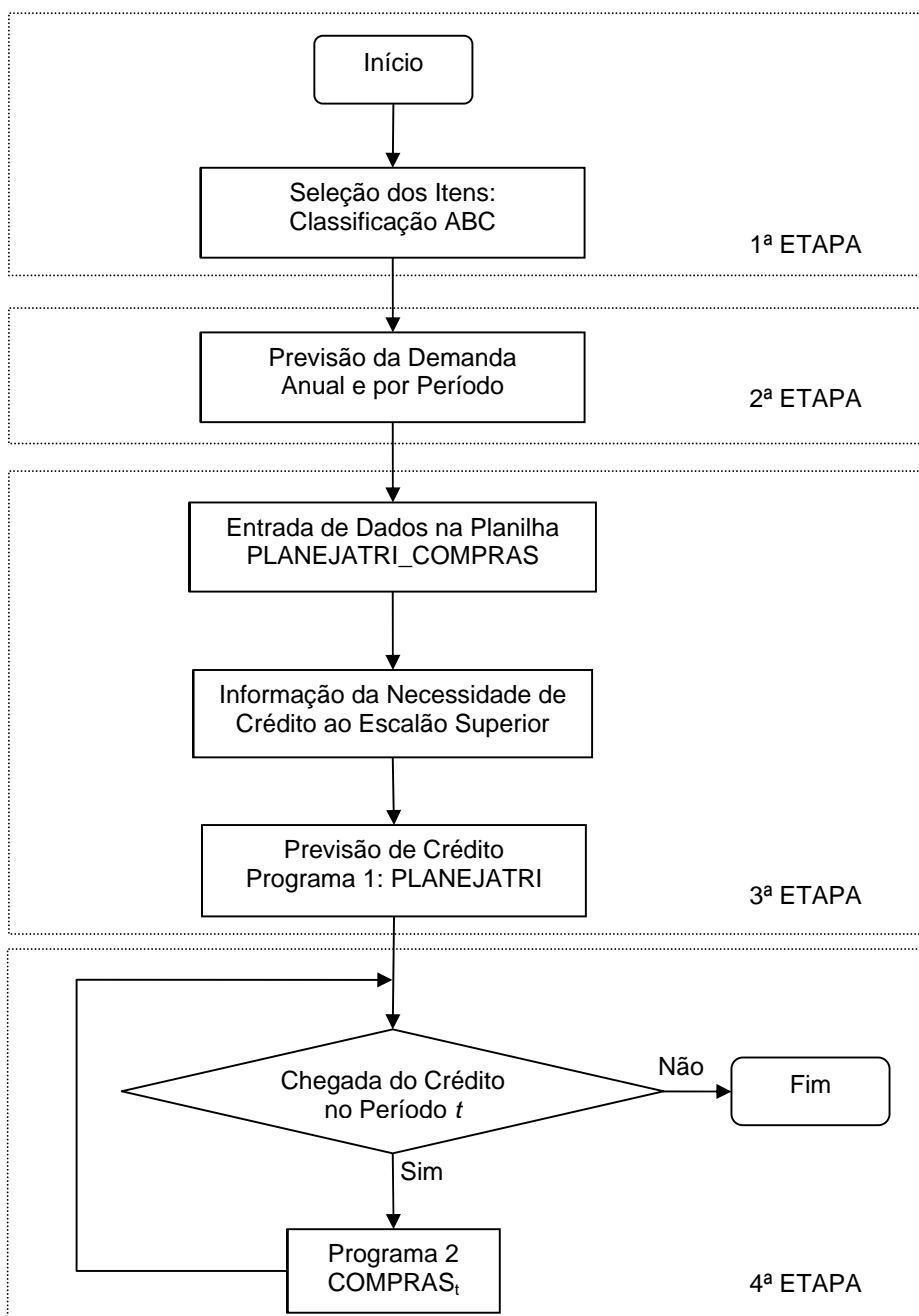 Início
Seleção dos Itens:
Classificação ABC
1ª ETAPA
Previsão da Demanda
Anual e por Período
2ª ETAPA
Entrada de Dados na Planilha
PLANEJATRI_COMPRAS
Informação da Necessidade de
Crédito ao Escalão Superior
Previsão de Crédito
Programa 1: PLANEJATRI
3ª ETAPA
Chegada do Crédito
no Período t
Não
Fim
Sim
Programa 2
COMPRASt
4ª ETAPA